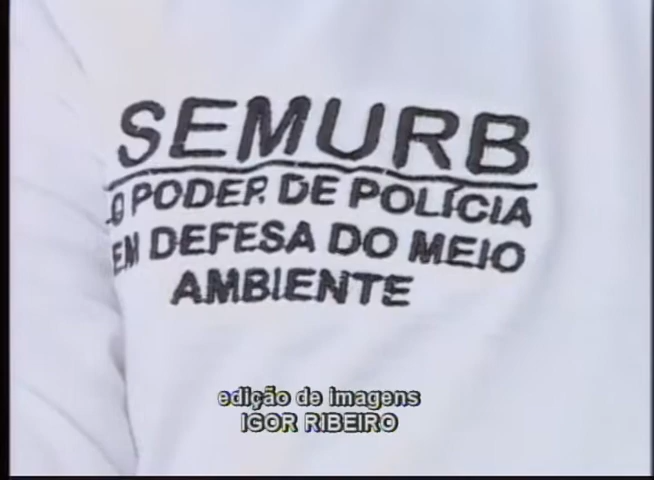 SEMURB
O PODER DE POLÍCIA
EM DEFESA DO MEIO
AMBIENTE
edição de imagens
IGOR RIBEIRO